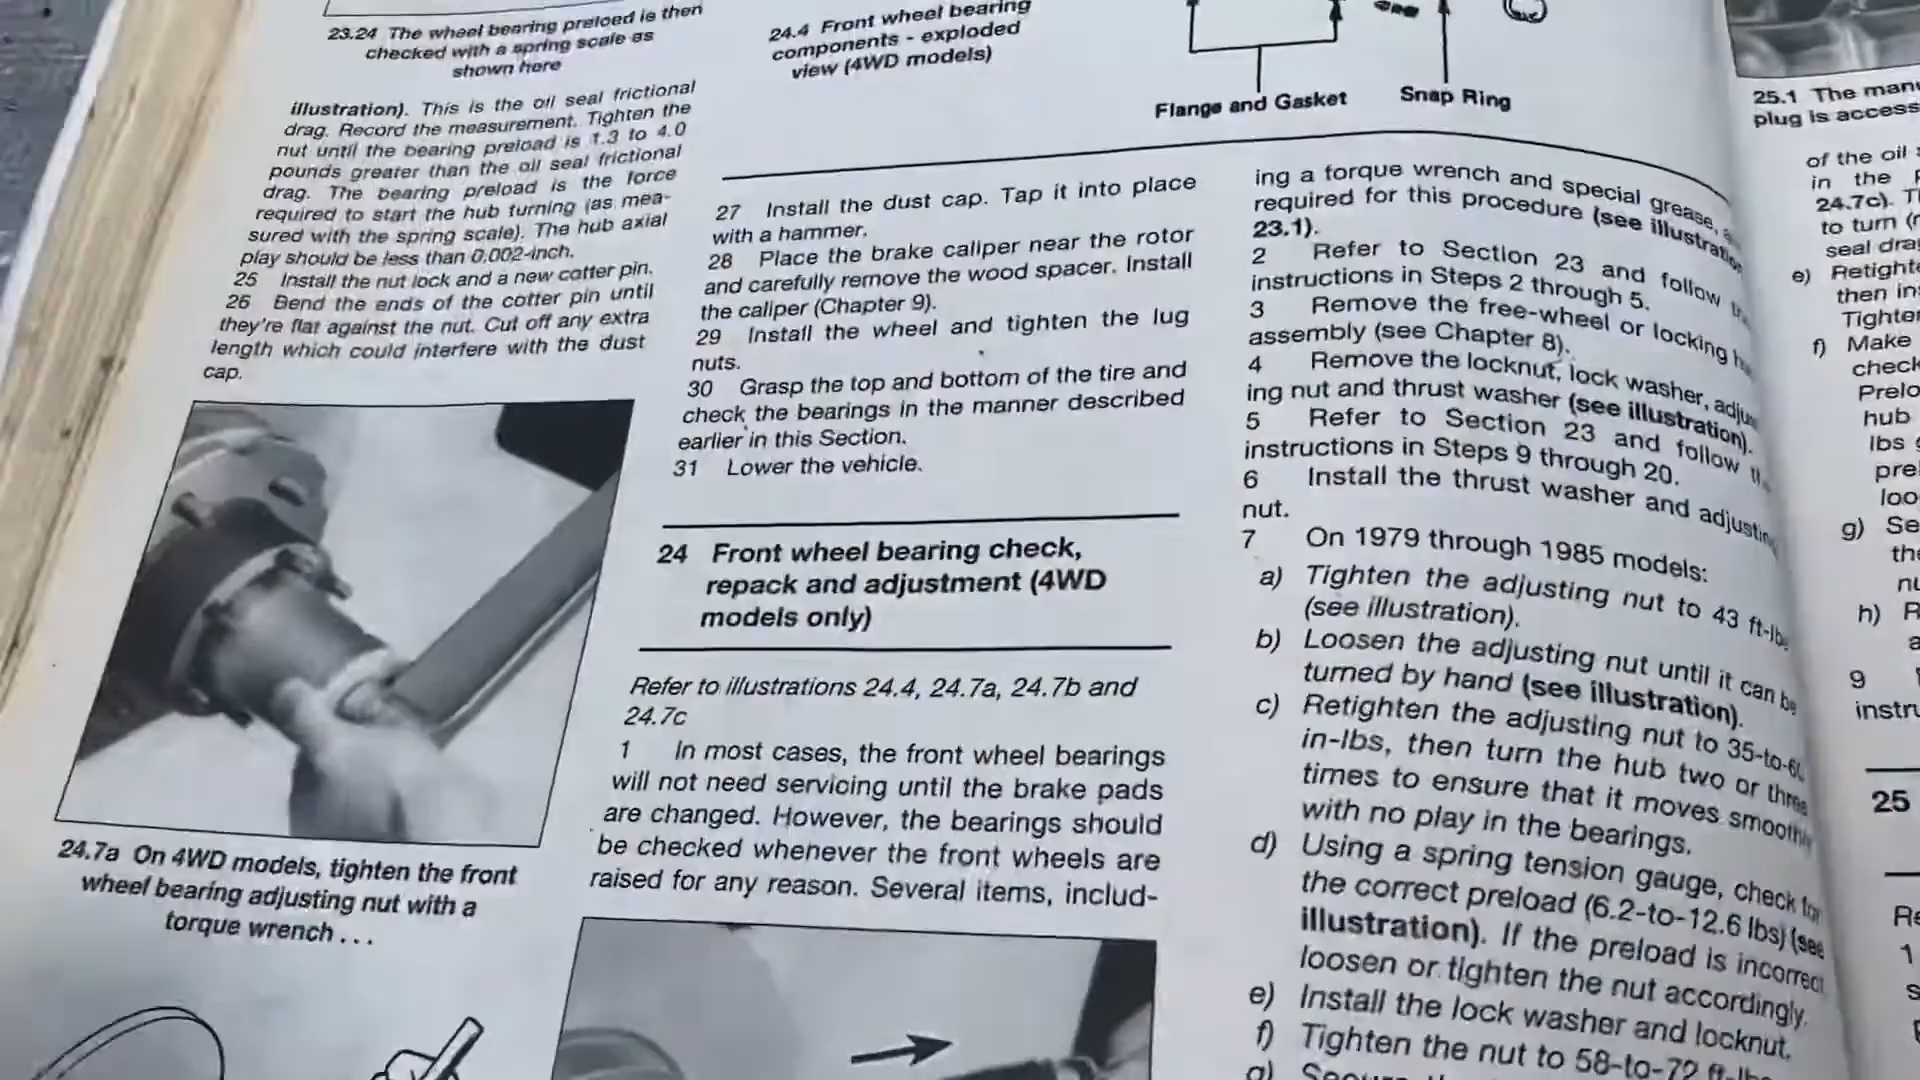 23.24 The wheel bearing preload is then
checked with a spring scale as
shown here
illustration). This is the oil seal frictional
drag. Record the measurement. Tighten the
nut until the bearing preload is 1.3 to 4.0
pounds greater than the oil seal frictional
drag. The bearing preload is the force
required to start the hub turning (as mea-
sured with the spring scale). The hub axial
play should be less than 0.002-inch.
25 Install the nut lock and a new cotter pin.
26 Bend the ends of the cotter pin until
they're flat against the nut. Cut off any extra
length which could interfere with the dust
cap.
24.7a On 4WD models, tighten the front
wheel bearing adjusting nut with a
torque wrench . . .
24.4 Front wheel bearing
components - exploded
view (4WD models)
Flange and Gasket
Snap Ring
27 Install the dust cap. Tap it into place
with a hammer.
28 Place the brake caliper near the rotor
and carefully remove the wood spacer. Install
the caliper (Chapter 9).
29 Install the wheel and tighten the lug
nuts.
30 Grasp the top and bottom of the tire and
check the bearings in the manner described
earlier in this Section.
31 Lower the vehicle.
24 Front wheel bearing check,
repack and adjustment (4WD
models only)
Refer to illustrations 24.4, 24.7a, 24.7b and
24.7c
1 In most cases, the front wheel bearings
will not need servicing until the brake pads
are changed. However, the bearings should
be checked whenever the front wheels are
raised for any reason. Several items, includ-
ing a torque wrench and special grease,
required for this procedure (see
23.1).
2 Refer to Section 23 and follow
instructions in Steps 2 through 5.
3 Remove the free-wheel or locking
assembly (see Chapter 8).
4 Remove the locknut, lock washer,
ing nut and thrust washer (see illustration).
5 Refer to Section 23 and follow
instructions in Steps 9 through 20.
6 Install the thrust washer and
nut.
7 On 1979 through 1985 models:
a) Tighten the adjusting nut to 43
(see illustration).
b) Loosen the adjusting nut until it can
turned by hand (see illustration).
c) Retighten the adjusting nut to
in-lbs, then turn the hub two or
times to ensure that it moves
with no play in the bearings.
d) Using a spring tension gauge, check
the correct preload (6.2-to-12.6 lbs) (see
illustration). If the preload is incorrect
loosen or tighten the nut accordingly.
e) Install the lock washer and locknut.
f) Tighten the nut to 58-to-72
g)
25.1 The
plug is
of the oil
in the
24.7c).
to turn
seal
e)
then
f) Make
check
hub
lbs
g)
h)
9
25
1